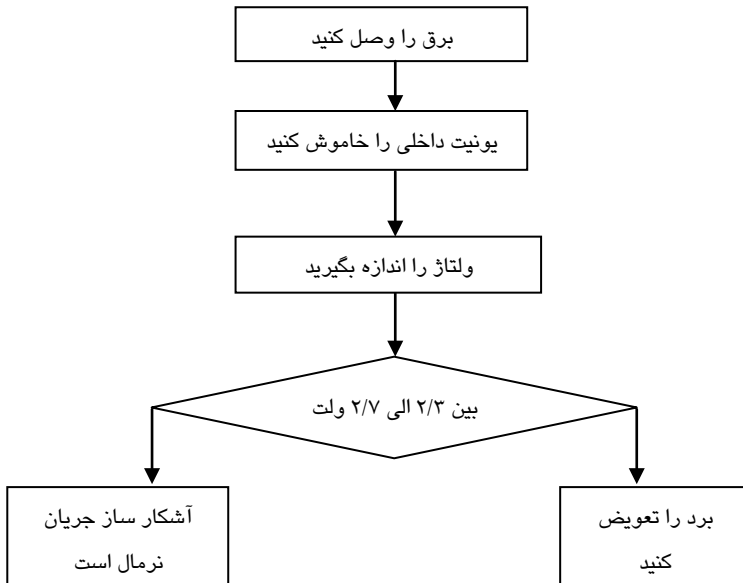 برق را وصل کنید
یونیت داخلی را خاموش کنید
ولتاژ را اندازه بگیرید
بین ۲/۳ الی ۲/۷ ولت
برد را تعویض
کنید
آشکار ساز جریان
نرمال است